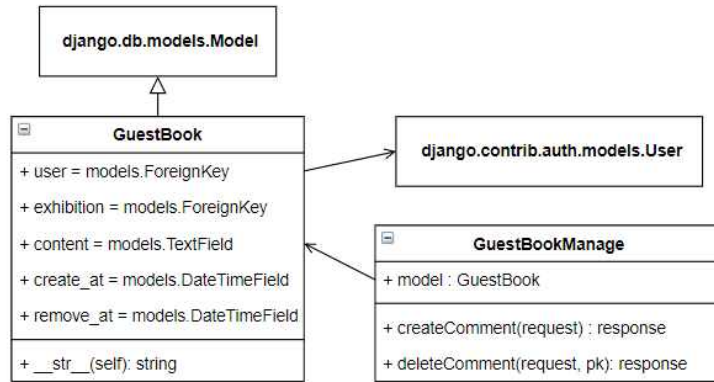 django.db.models.Model
GuestBook
+ user = models.ForeignKey
+ exhibition = models.ForeignKey
+ content = models.TextField
+ create_at = models.DateTimeField
+ remove_at = models.DateTimeField
+ __str__(self): string
django.contrib.auth.models.User
GuestBookManage
+ model : GuestBook
+ createComment(request) : response
+ deleteComment(request, pk): response